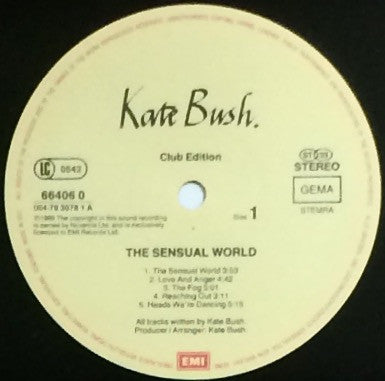 Kate Bush.
Club Edition
LC 0542
66406 0
064-79 3078 1 A
℗1989 The copyright in this sound recording
is owned by Novercia Ltd. and is exclusively
licensed to EMI Records Ltd.
STEREO
GEMA
STEMRA
Side 1
THE SENSUAL WORLD
1. The Sensual World 3:53
2. Love And Anger 4:42
3. The Fog 5:01
4. Reaching Out 3:11
5. Heads We're Dancing 5:15
All tracks written by Kate Bush
Producer / Arranger: Kate Bush
EMI